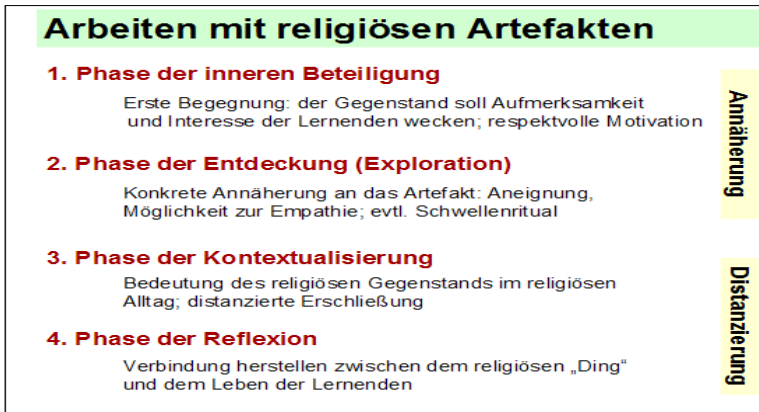 Arbeiten mit religiösen Artefakten
1. Phase der inneren Beteiligung
Erste Begegnung: der Gegenstand soll Aufmerksamkeit
und Interesse der Lernenden wecken; respektvolle Motivation
2. Phase der Entdeckung (Exploration)
Konkrete Annäherung an das Artefakt: Aneignung,
Möglichkeit zur Empathie; evtl. Schwellenritual
Annäherung
3. Phase der Kontextualisierung
Bedeutung des religiösen Gegenstands im religiösen
Alltag; distanzierte Erschließung
4. Phase der Reflexion
Verbindung herstellen zwischen dem religiösen „Ding“
und dem Leben der Lernenden
Distanzierung